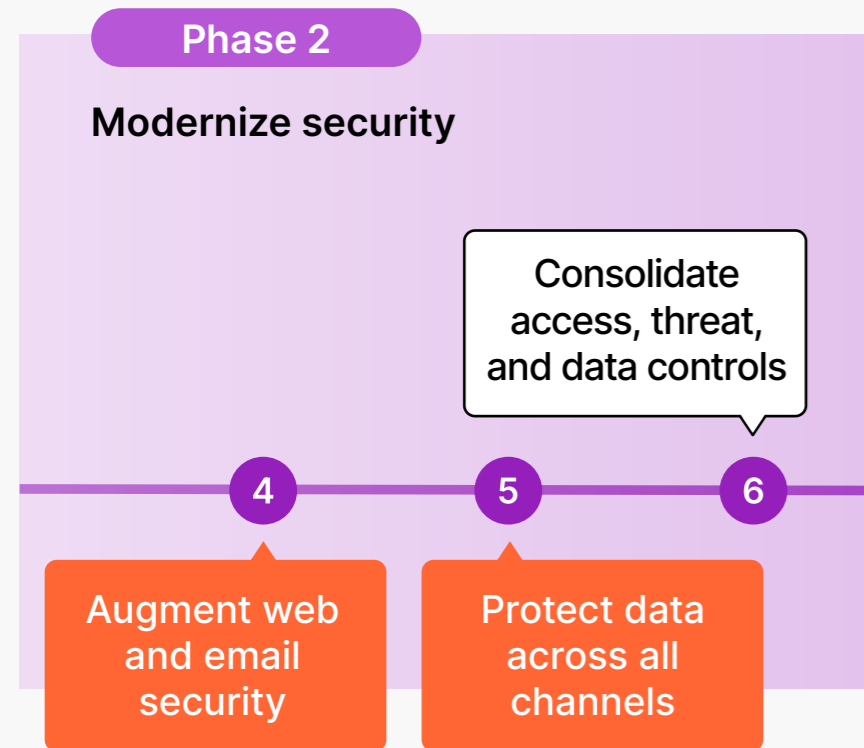 Phase 2
Modernize security
Consolidate
access, threat,
and data controls
4
5
6
Augment web
and email
security
Protect data
across all
channels